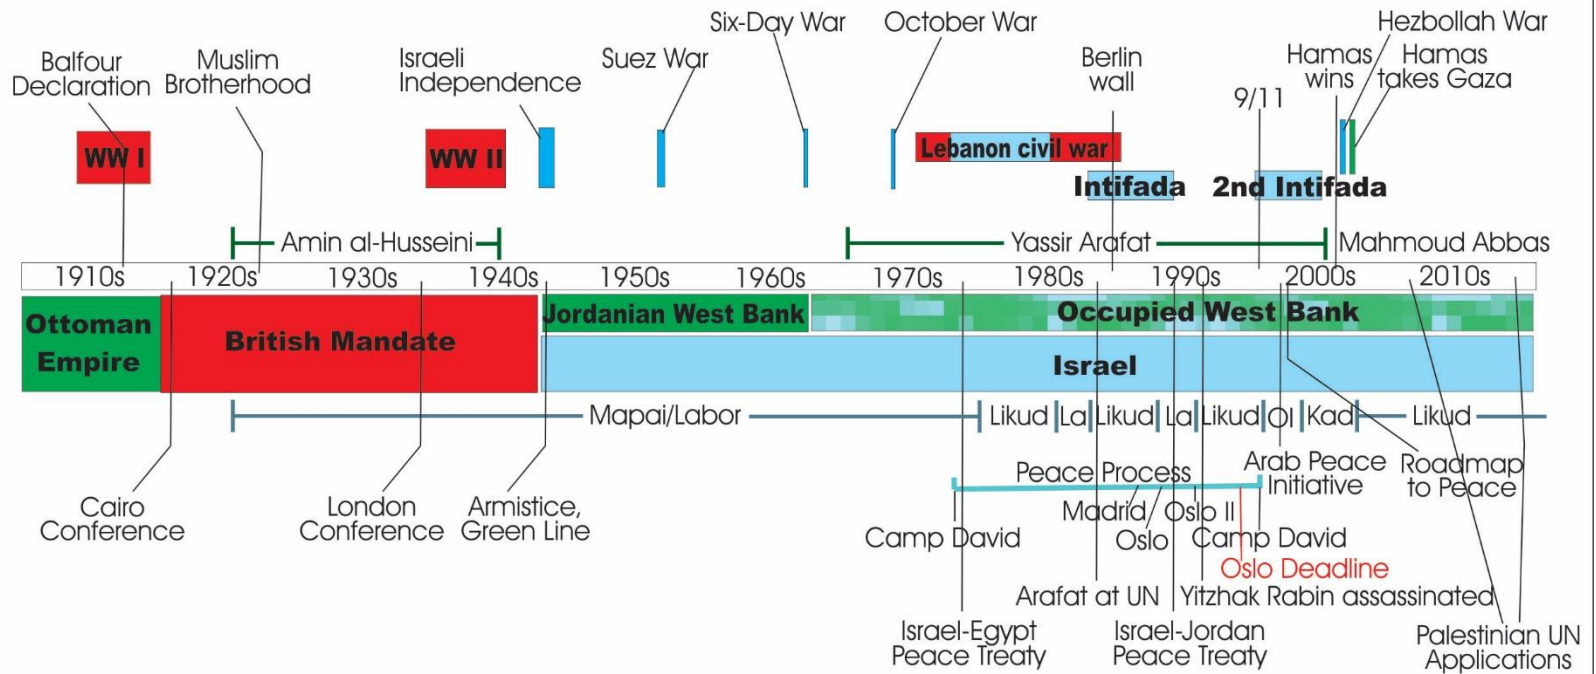 Six-Day War
October War
Hezbollah War
Balfour
Declaration
Muslim
Brotherhood
Israeli
Independence
Suez War
Berlin
wall
Hamas
wins
Hamas
takes Gaza
9/11
WW I
WW II
Lebanon civil war
Intifada
2nd Intifada
Amin al-Husseini
Yassir Arafat
Mahmoud Abbas
1910s
1920s
1930s
1940s
1950s
1960s
1970s
1980s
1990s
2000s
2010s
Ottoman
Empire
British Mandate
Jordanian West Bank
Occupied West Bank
Israel
Mapai/Labor
Likud
La
Likud
La
Likud
Ol
Kad
Likud
Cairo
Conference
London
Conference
Armistice,
Green Line
Peace Process
Arab Peace
Initiative
Roadmap
to Peace
Camp David
Madrid
Oslo
Oslo II
Camp David
Oslo Deadline
Arafat at UN
Yitzhak Rabin assassinated
Israel-Egypt
Peace Treaty
Israel-Jordan
Peace Treaty
Palestinian UN
Applications